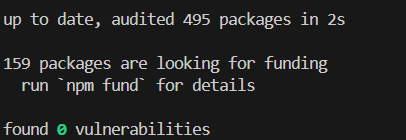 up to date, audited 495 packages in 2s
159 packages are looking for funding
run `npm fund` for details
found 0 vulnerabilities